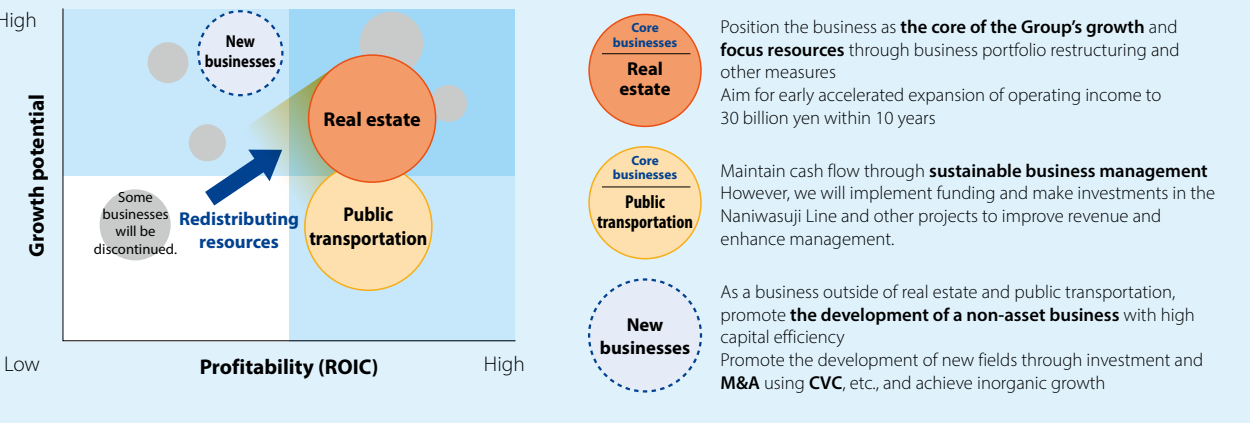 High
Growth potential
New
businesses
Real estate
Some
businesses
will be
discontinued.
Redistributing
resources
Public
transportation
Low
Profitability (ROIC)
High
Core
businesses
Real
estate
Position the business as the core of the Group's growth and
focus resources through business portfolio restructuring and
other measures
Aim for early accelerated expansion of operating income to
30 billion yen within 10 years
Core
businesses
Public
transportation
Maintain cash flow through sustainable business management
However, we will implement funding and make investments in the
Naniwasuji Line and other projects to improve revenue and
enhance management.
New
businesses
As a business outside of real estate and public transportation,
promote the development of a non-asset business with high
capital efficiency
Promote the development of new fields through investment and
M&A using CVC, etc., and achieve inorganic growth